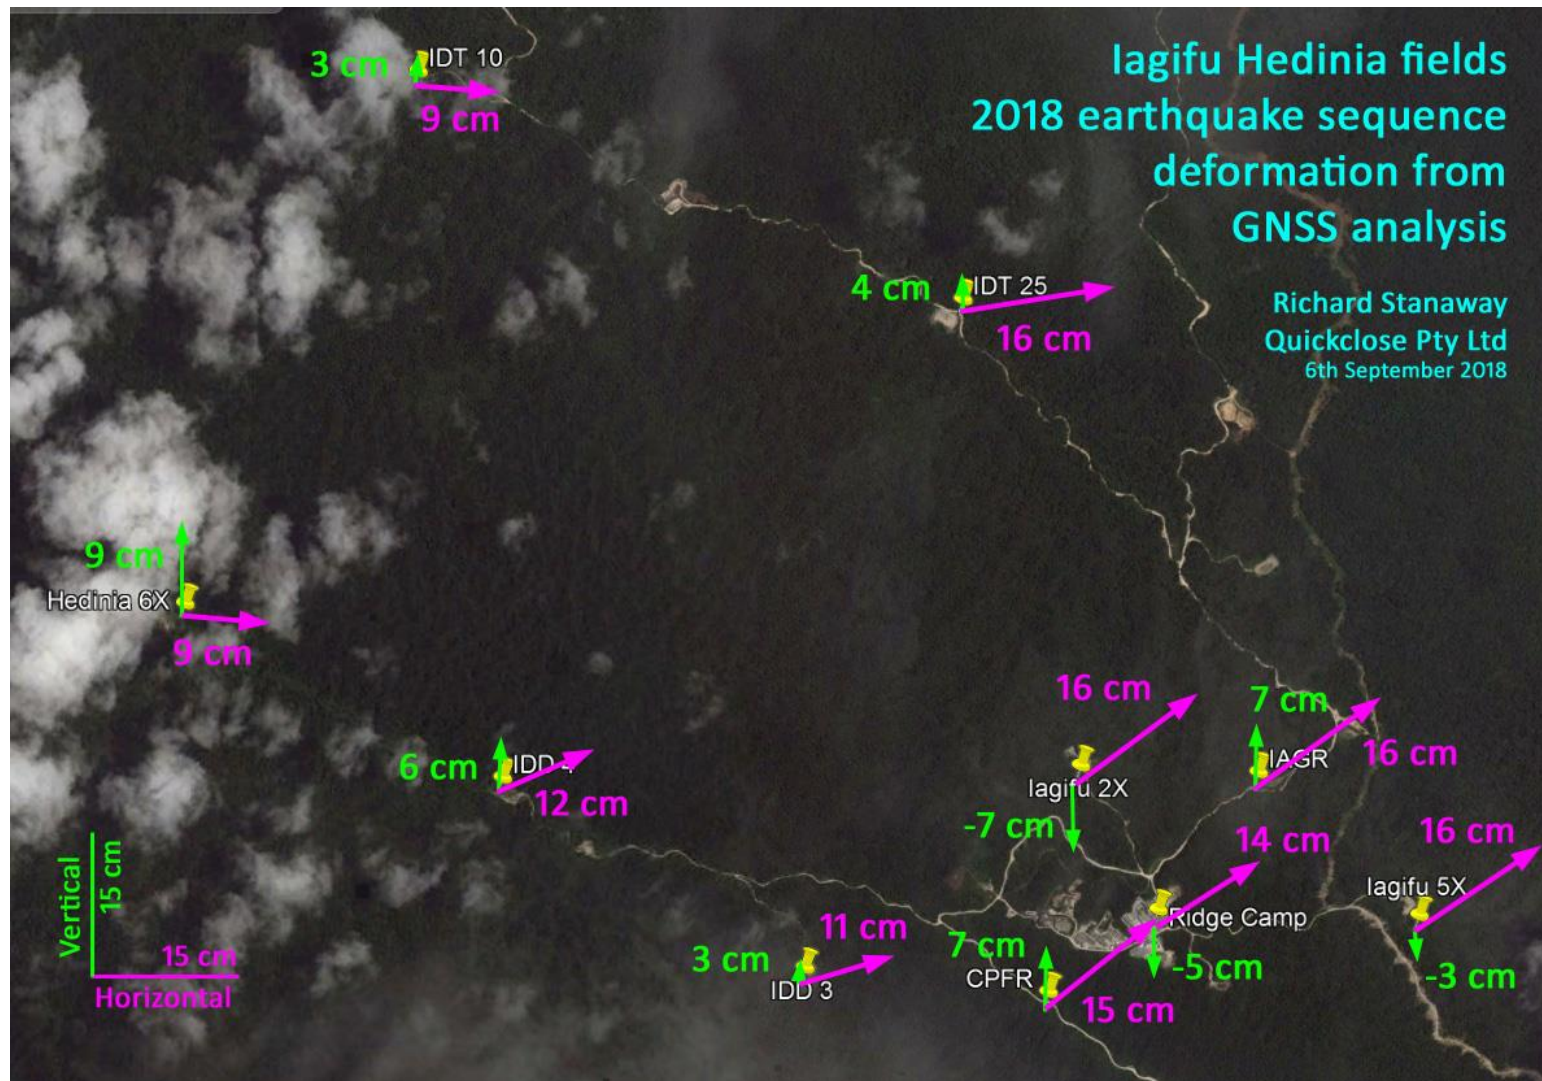 Iagifu Hedinia fields
2018 earthquake sequence
deformation from
GNSS analysis
Richard Stanaway
Quickclose Pty Ltd
6th September 2018
3 cm
IDT 10
9 cm
4 cm
IDT 25
16 cm
9 cm
Hedinia 6X
9 cm
6 cm
IDD 4
12 cm
16 cm
Iagifu 2X
-7 cm
7 cm
IAGR
16 cm
14 cm
Ridge Camp
-5 cm
16 cm
Iagifu 5X
-3 cm
11 cm
3 cm
IDD 3
7 cm
CPFR
15 cm
Vertical
15 cm
15 cm
Horizontal